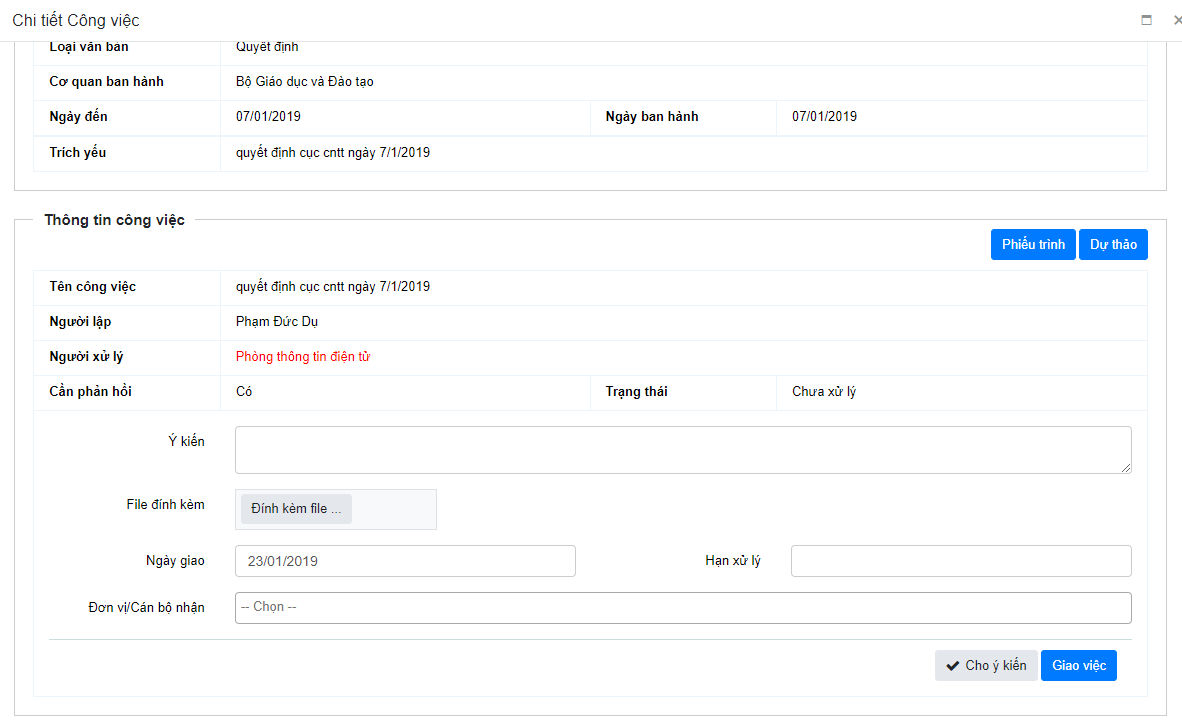 Chi tiết Công việc
Loại văn bản Quyết định
Cơ quan ban hành Bộ Giáo dục và Đào tạo
Ngày đến 07/01/2019 Ngày ban hành 07/01/2019
Trích yếu quyết định cục cntt ngày 7/1/2019
Thông tin công việc
Phiếu trình Dự thảo
Tên công việc quyết định cục cntt ngày 7/1/2019
Người lập Phạm Đức Dụ
Người xử lý Phòng thông tin điện tử
Cần phản hồi Có Trạng thái Chưa xử lý
Ý kiến
File đính kèm Đính kèm file ...
Ngày giao 23/01/2019 Hạn xử lý
Đơn vị/Cán bộ nhận -- Chọn --
Cho ý kiến Giao việc